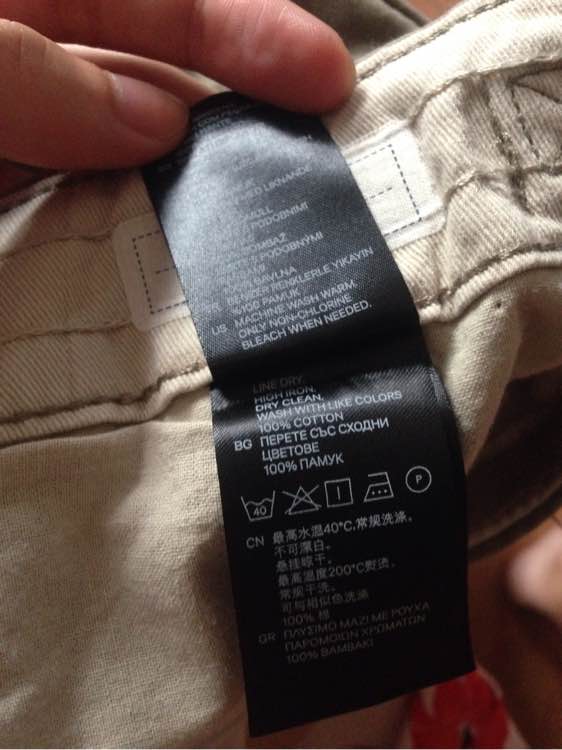 LIKNANDE
PODOBNIMI
PODOBNÝMI
BAVLNA
BENZER RENKLERLE YIKAYIN
%100 PAMUK
US MACHINE WASH WARM.
ONLY NON-CHLORINE
BLEACH WHEN NEEDED.
LINE DRY.
HIGH IRON.
DRY CLEAN.
WASH WITH LIKE COLORS
100% COTTON
BG ПЕРЕТЕ СЪС СХОДНИ
ЦВЕТОВЕ
100% ПАМУК
40 P
CN 最高水温40°C,常规洗涤。
不可漂白。
悬挂晾干。
最高温度200°C熨烫。
常规干洗。
可与相似色洗涤
100% 棉
GR ΠΛΥΣΙΜΟ ΜΑΖΙ ΜΕ ΡΟΥΧΑ
ΠΑΡΟΜΟΙΩΝ ΧΡΩΜΑΤΩΝ
100% ΒΑΜΒΑΚΙ